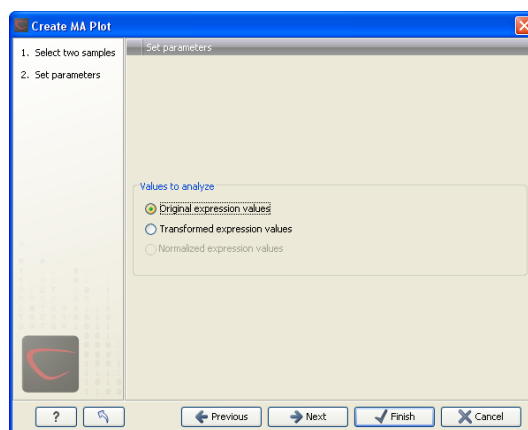 Create MA Plot
1. Select two samples
2. Set parameters
Set parameters
Values to analyze
Original expression values
Transformed expression values
Normalized expression values
?
Previous
Next
Finish
Cancel